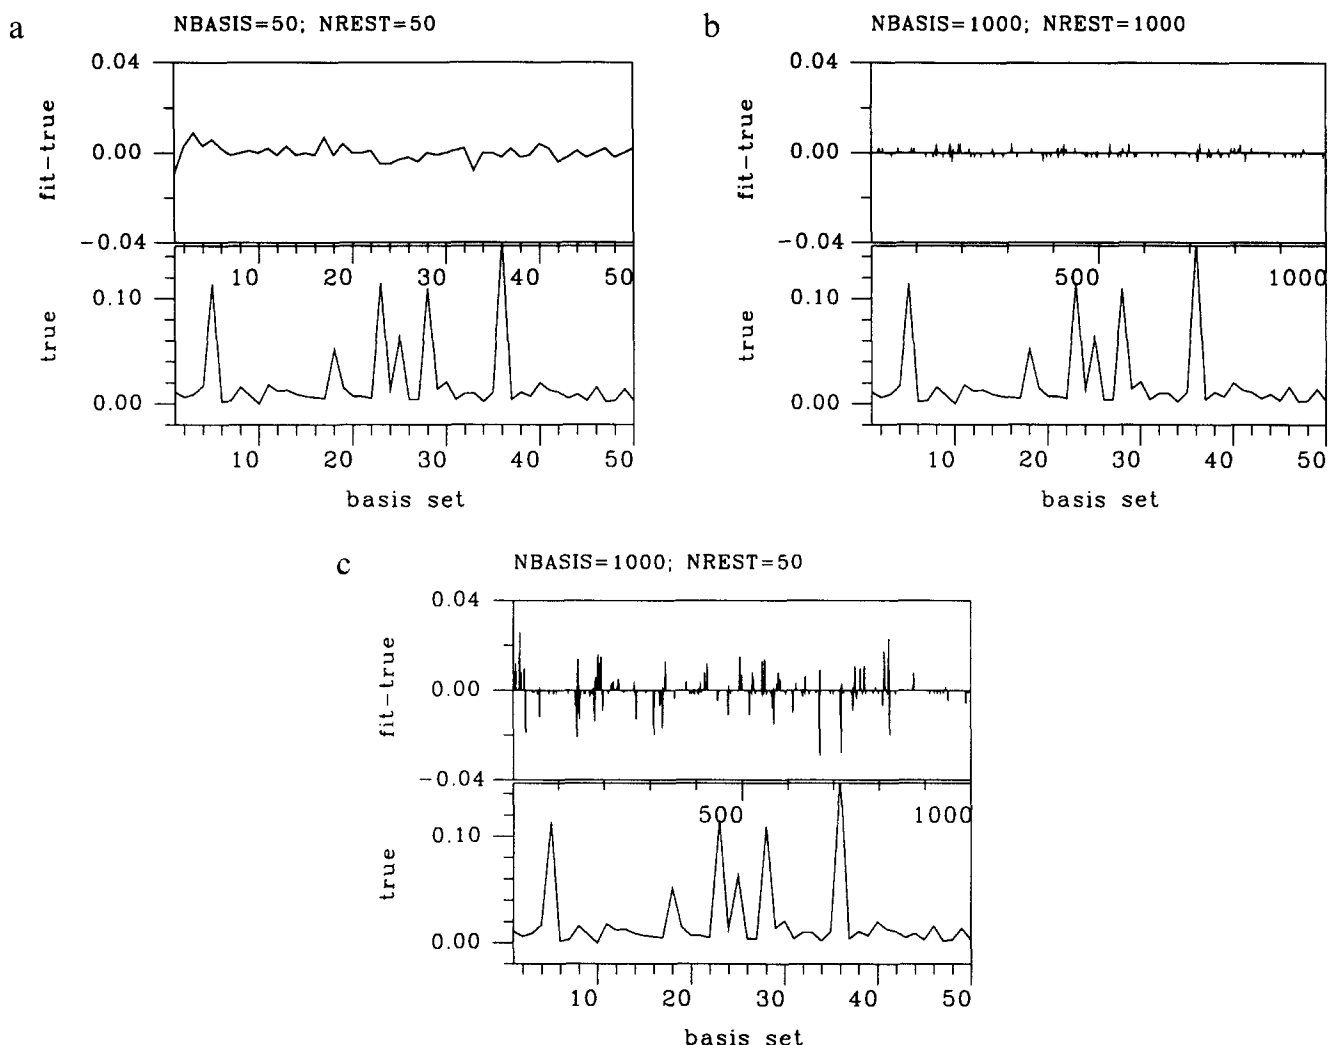 a
NBASIS=50; NREST=50
0.04
fit-true
0.00
-0.04
10 20 30 40 50
0.10
true
0.00
10 20 30 40 50
basis set
b
NBASIS=1000; NREST=1000
0.04
fit-true
0.00
-0.04
500 1000
0.10
true
0.00
10 20 30 40 50
basis set
c
NBASIS=1000; NREST=50
0.04
fit-true
0.00
-0.04
500 1000
0.10
true
0.00
10 20 30 40 50
basis set